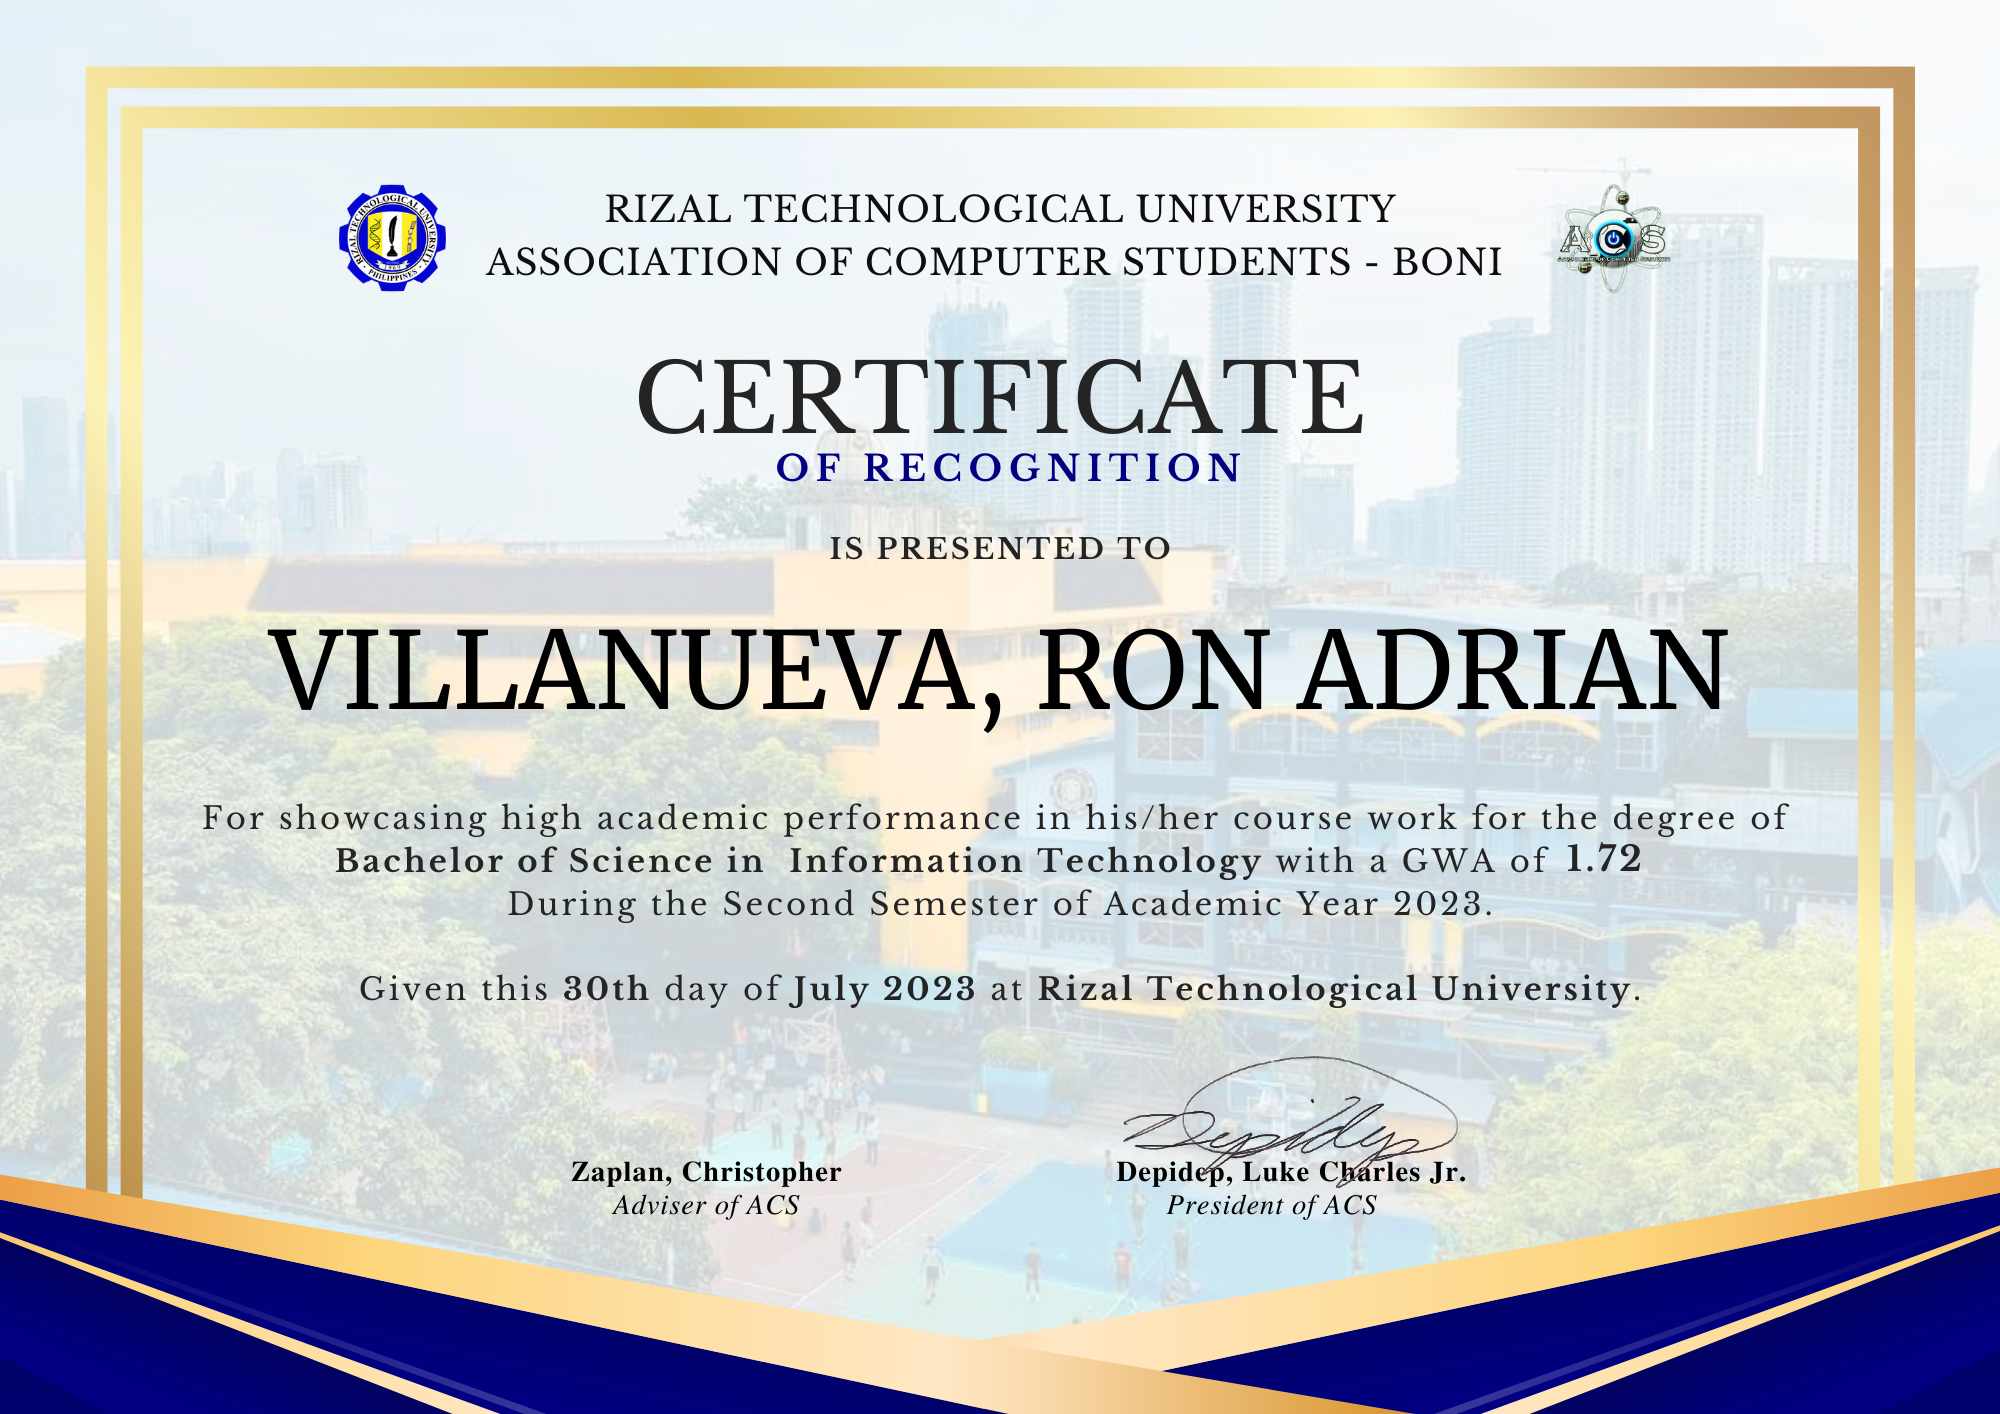 RIZAL TECHNOLOGICAL UNIVERSITY
ASSOCIATION OF COMPUTER STUDENTS - BONI
RIZAL TECHNOLOGICAL UNIVERSITY
PHILIPPINES
ACS
CERTIFICATE
OF RECOGNITION
IS PRESENTED TO
VILLANUEVA, RON ADRIAN
For showcasing high academic performance in his/her course work for the degree of
Bachelor of Science in Information Technology with a GWA of 1.72
During the Second Semester of Academic Year 2023.
Given this 30th day of July 2023 at Rizal Technological University.
Depidep
Zaplan, Christopher
Depidep, Luke Charles Jr.
Adviser of ACS
President of ACS